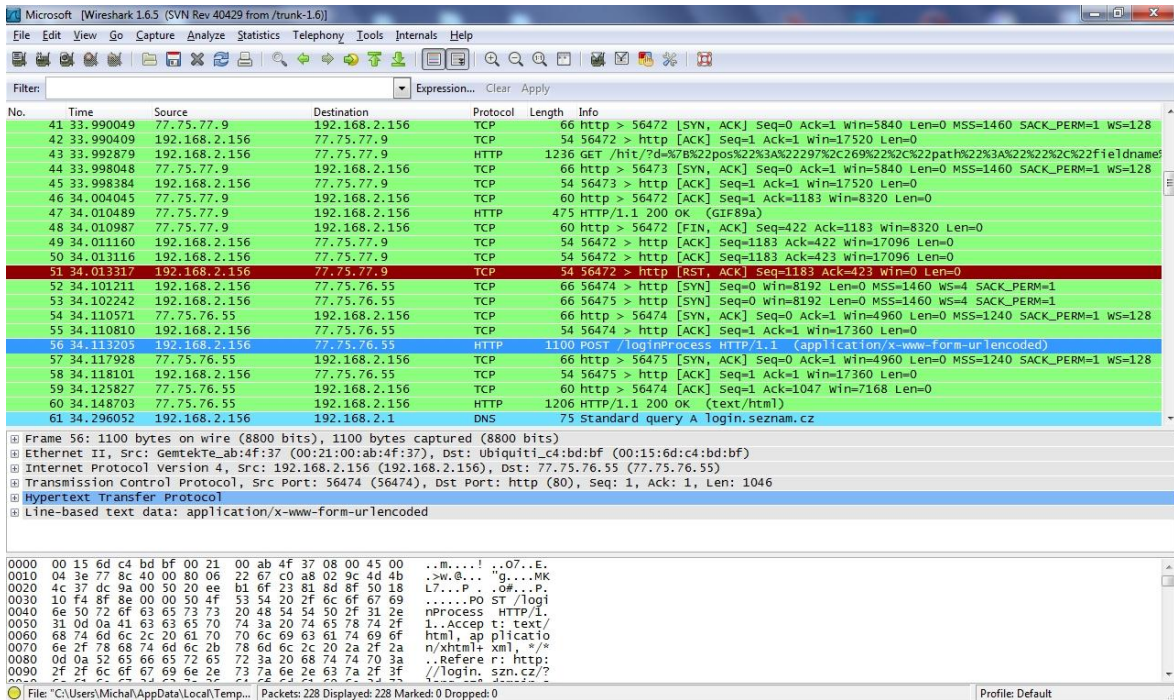 Microsoft [Wireshark 1.6.5 (SVN Rev 40429 from /trunk-1.6)]
File Edit View Go Capture Analyze Statistics Telephony Tools Internals Help
Filter: Expression... Clear Apply
No. Time Source Destination Protocol Length Info
41 33.990049 77.75.77.9 192.168.2.156 TCP 66 http > 56472 [SYN, ACK] Seq=0 Ack=1 Win=5840 Len=0 MSS=1460 SACK_PERM=1 WS=128
42 33.990409 192.168.2.156 77.75.77.9 TCP 54 56472 > http [ACK] Seq=1 Ack=1 Win=17520 Len=0
43 33.992879 192.168.2.156 77.75.77.9 HTTP 1236 GET /hit/?d=%7B%22pos%22%3A%22297%2C269%22%2C%22path%22%3A%22%22%2C%22fieldname%
44 33.998048 77.75.77.9 192.168.2.156 TCP 66 http > 56473 [SYN, ACK] Seq=0 Ack=1 Win=5840 Len=0 MSS=1460 SACK_PERM=1 WS=128
45 33.998384 192.168.2.156 77.75.77.9 TCP 54 56473 > http [ACK] Seq=1 Ack=1 Win=17520 Len=0
46 34.004045 77.75.77.9 192.168.2.156 TCP 60 http > 56472 [ACK] Seq=1 Ack=1183 Win=8320 Len=0
47 34.010489 77.75.77.9 192.168.2.156 HTTP 475 HTTP/1.1 200 OK (GIF89a)
48 34.010987 77.75.77.9 192.168.2.156 TCP 60 http > 56472 [FIN, ACK] Seq=422 Ack=1183 Win=8320 Len=0
49 34.011160 192.168.2.156 77.75.77.9 TCP 54 56472 > http [ACK] Seq=1183 Ack=422 Win=17096 Len=0
50 34.013116 192.168.2.156 77.75.77.9 TCP 54 56472 > http [ACK] Seq=1183 Ack=423 Win=17096 Len=0
51 34.013317 192.168.2.156 77.75.77.9 TCP 54 56472 > http [RST, ACK] Seq=1183 Ack=423 Win=0 Len=0
52 34.101211 192.168.2.156 77.75.76.55 TCP 66 56474 > http [SYN] Seq=0 Win=8192 Len=0 MSS=1460 WS=4 SACK_PERM=1
53 34.102242 192.168.2.156 77.75.76.55 TCP 66 56475 > http [SYN] Seq=0 Win=8192 Len=0 MSS=1460 WS=4 SACK_PERM=1
54 34.110571 77.75.76.55 192.168.2.156 TCP 66 http > 56474 [SYN, ACK] Seq=0 Ack=1 Win=4960 Len=0 MSS=1240 SACK_PERM=1 WS=128
55 34.110810 192.168.2.156 77.75.76.55 TCP 54 56474 > http [ACK] Seq=1 Ack=1 Win=17360 Len=0
56 34.113205 192.168.2.156 77.75.76.55 HTTP 1100 POST /loginProcess HTTP/1.1 (application/x-www-form-urlencoded)
57 34.117928 77.75.76.55 192.168.2.156 TCP 66 http > 56475 [SYN, ACK] Seq=0 Ack=1 Win=4960 Len=0 MSS=1240 SACK_PERM=1 WS=128
58 34.118101 192.168.2.156 77.75.76.55 TCP 54 56475 > http [ACK] Seq=1 Ack=1 Win=17360 Len=0
59 34.125827 77.75.76.55 192.168.2.156 TCP 60 http > 56474 [ACK] Seq=1 Ack=1047 Win=7168 Len=0
60 34.148703 77.75.76.55 192.168.2.156 HTTP 1206 HTTP/1.1 200 OK (text/html)
61 34.296052 192.168.2.156 192.168.2.1 DNS 75 Standard query A login.seznam.cz
Frame 56: 1100 bytes on wire (8800 bits), 1100 bytes captured (8800 bits)
Ethernet II, Src: GemtekTe_ab:4f:37 (00:21:00:ab:4f:37), Dst: Ubiquiti_c4:bd:bf (00:15:6d:c4:bd:bf)
Internet Protocol Version 4, Src: 192.168.2.156 (192.168.2.156), Dst: 77.75.76.55 (77.75.76.55)
Transmission Control Protocol, Src Port: 56474 (56474), Dst Port: http (80), Seq: 1, Ack: 1, Len: 1046
Hypertext Transfer Protocol
Line-based text data: application/x-www-form-urlencoded
0000 00 15 6d c4 bd bf 00 21 00 ab 4f 37 08 00 45 00 ..m....! ..O7..E.
0010 04 3e 77 8c 40 00 80 06 22 67 c0 a8 02 9c 4d 4b .>w.@... "g....MK
0020 4c 37 dc 9a 00 50 20 ee b1 6f 23 81 8d 8f 50 18 L7...P . .o#...P.
0030 10 f4 8f 8e 00 00 50 4f 53 54 20 2f 6c 6f 67 69 ......PO ST /logi
0040 6e 50 72 6f 63 65 73 73 20 48 54 54 50 2f 31 2e nProcess HTTP/1.
0050 31 0d 0a 41 63 63 65 70 74 3a 20 74 65 78 74 2f 1..Accep t: text/
0060 68 74 6d 6c 2c 20 61 70 70 6c 69 63 61 74 69 6f html, ap plicatio
0070 6e 2f 78 68 74 6d 6c 2b 78 6d 6c 2c 20 2a 2f 2a n/xhtml+ xml, */*
0080 0d 0a 52 65 66 65 72 65 72 3a 20 68 74 74 70 3a ..Refere r: http:
0090 2f 2f 6c 6f 67 69 6e 2e 73 7a 6e 2e 63 7a 2f 3f //login. szn.cz/?
File: "C:\Users\Michal\AppData\Local\Temp... Packets: 228 Displayed: 228 Marked: 0 Dropped: 0 Profile: Default